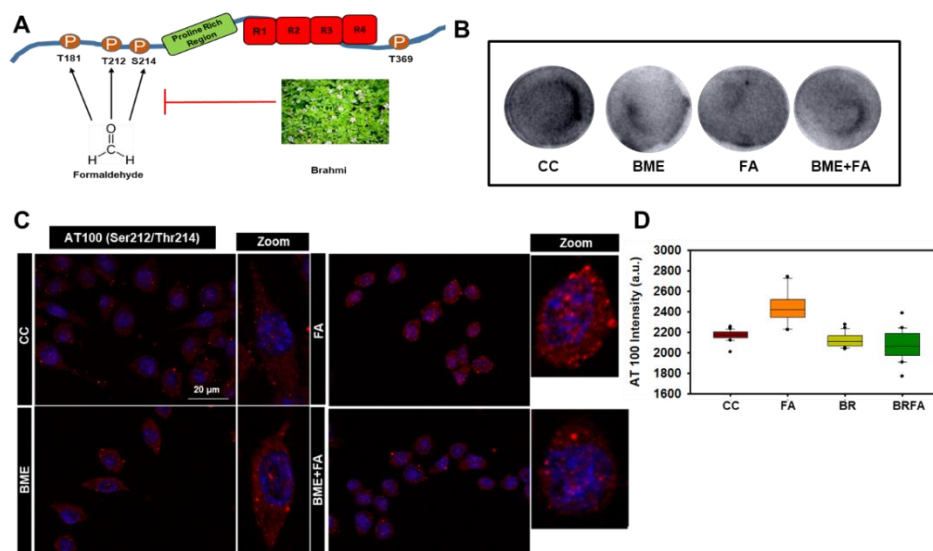 A
P
P
P
Proline Rich
Region
R1
R2
R3
R4
P
T181
T212
S214
T369
O
C
H
H
Formaldehyde
Brahmi
B
CC
BME
FA
BME+FA
C
AT100 (Ser212/Thr214)
Zoom
Zoom
CC
20 µm
FA
BME
BME+FA
D
AT 100 Intensity (a.u.)
3000
2800
2600
2400
2200
2000
1800
1600
CC
FA
BR
BRFA